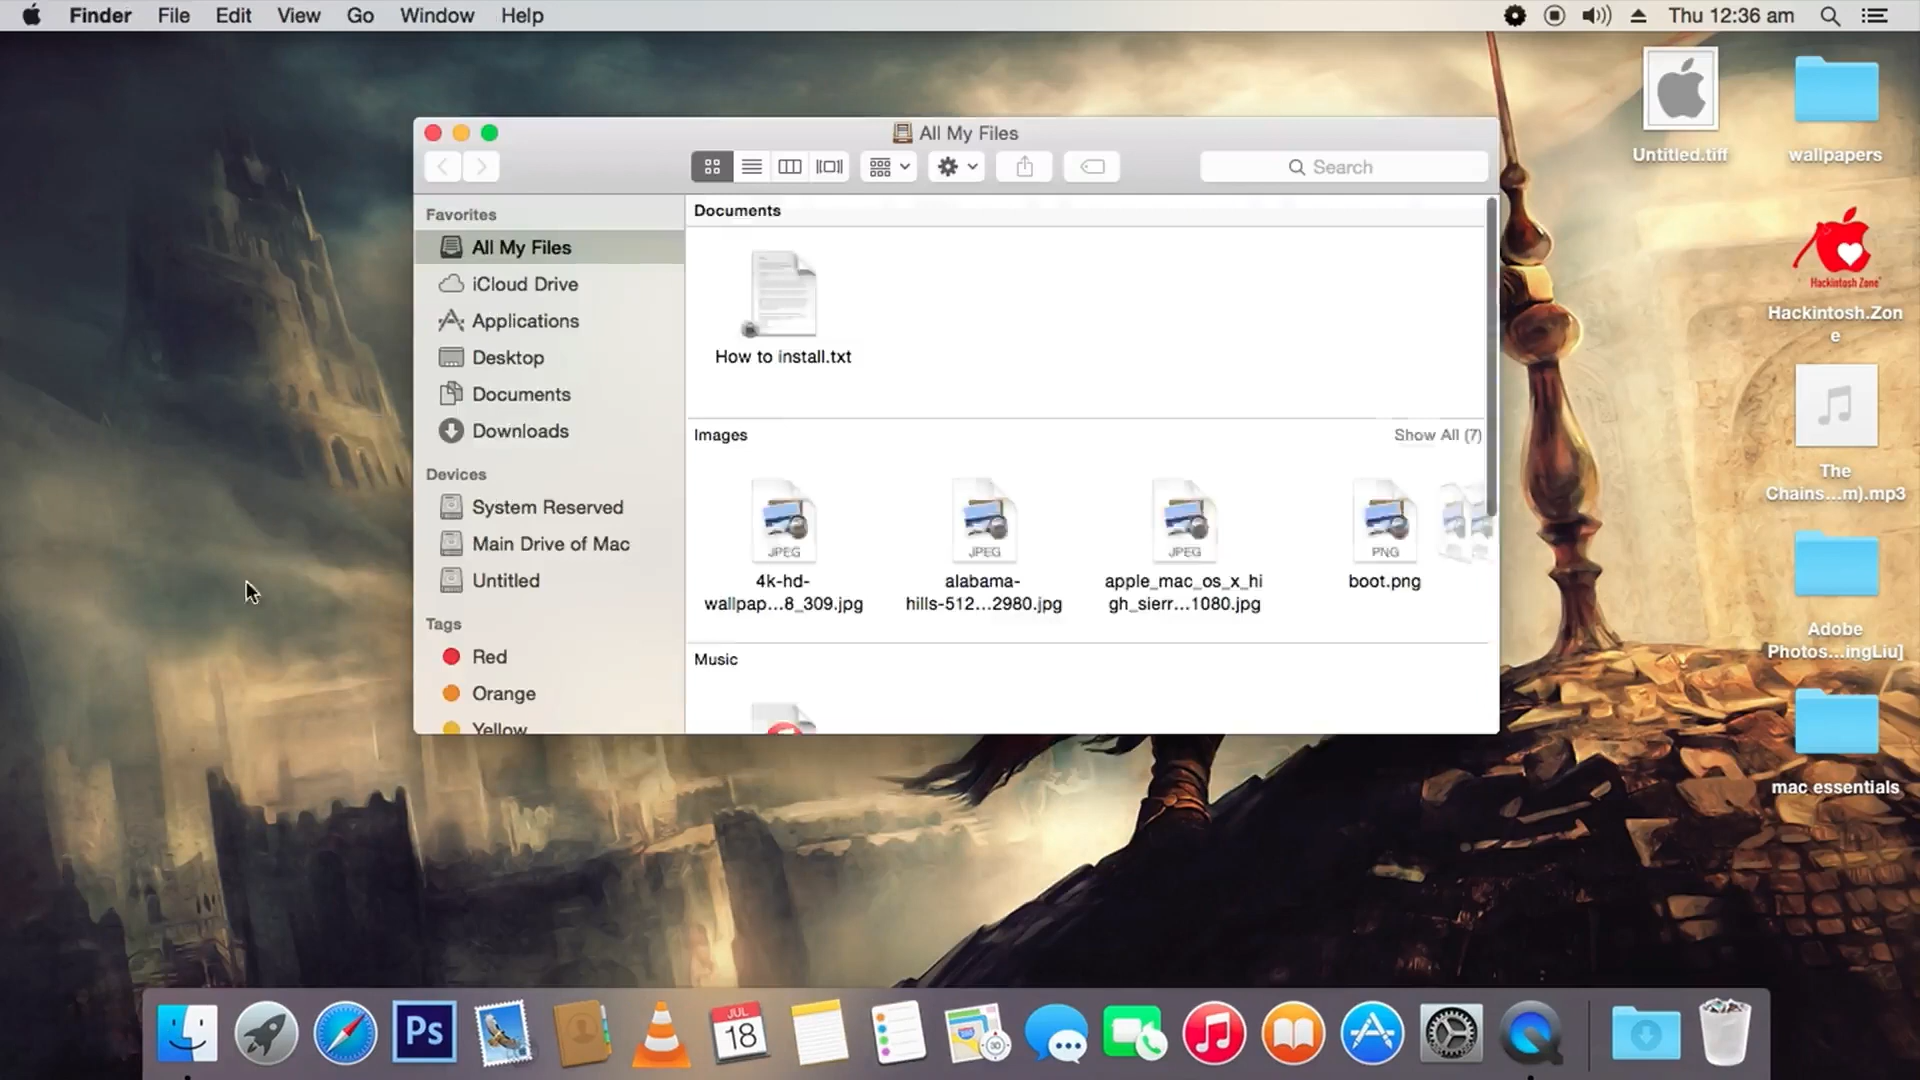 Finder File Edit View Go Window Help
Thu 12:36 am
All My Files
Search
Favorites
All My Files
iCloud Drive
Applications
Desktop
Documents
Downloads
Devices
System Reserved
Main Drive of Mac
Untitled
Tags
Red
Orange
Yellow
Documents
How to install.txt
Images
Show All (7)
JPEG
JPEG
JPEG
PNG
4k-hd-
wallpap...8_309.jpg
alabama-
hills-512...2980.jpg
apple_mac_os_x_hi
gh_sierr...1080.jpg
boot.png
Music
Untitled.tiff
wallpapers
Hackintosh Zone
Hackintosh.Zon
e
The
Chains...m).mp3
Adobe
Photos...ingLiu]
mac essentials
Ps
JUL
18